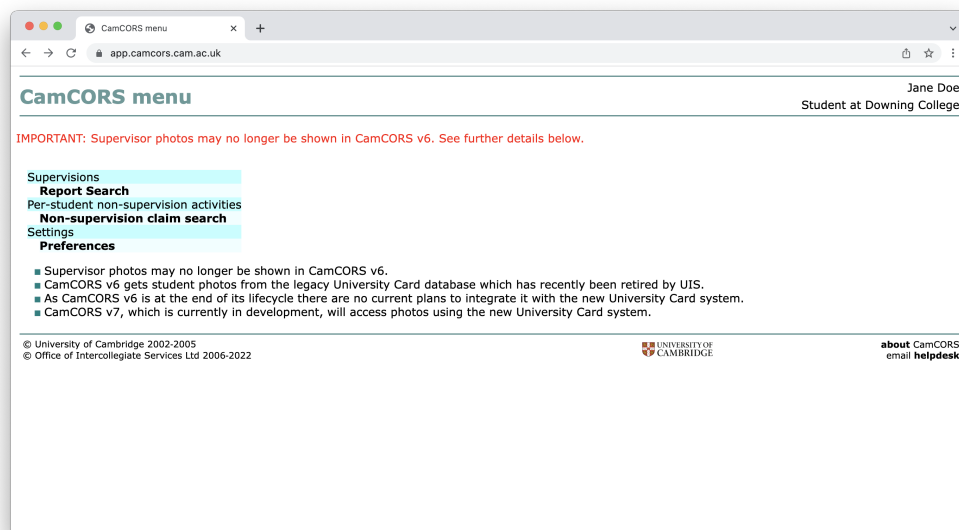 CamCORS menu
app.camcors.cam.ac.uk
CamCORS menu
Jane Doe
Student at Downing College
IMPORTANT: Supervisor photos may no longer be shown in CamCORS v6. See further details below.
Supervisions
Report Search
Per-student non-supervision activities
Non-supervision claim search
Settings
Preferences
Supervisor photos may no longer be shown in CamCORS v6.
CamCORS v6 gets student photos from the legacy University Card database which has recently been retired by UIS.
As CamCORS v6 is at the end of its lifecycle there are no current plans to integrate it with the new University Card system.
CamCORS v7, which is currently in development, will access photos using the new University Card system.
© University of Cambridge 2002-2005
© Office of Intercollegiate Services Ltd 2006-2022
UNIVERSITY OF
CAMBRIDGE
about CamCORS
email helpdesk